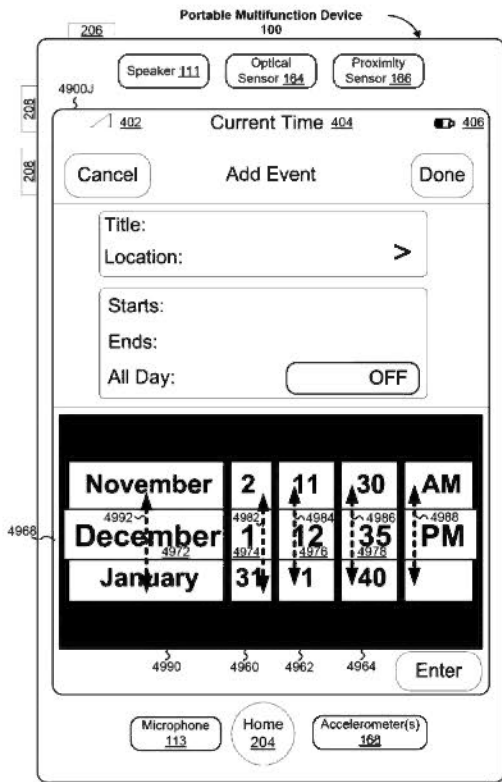 Portable Multifunction Device
100
206
Speaker 111
Optical
Sensor 164
Proximity
Sensor 166
4900J
208
208
402
Current Time 404
406
Cancel
Add Event
Done
Title:
Location:
>
Starts:
Ends:
All Day:
OFF
November 2 11 30 AM
4992 4982 4984 4986 4988
4968
December 1 12 35 PM
4972 4974 4976 4978
January 31 1 40
4990 4960 4962 4964
Enter
Microphone
113
Home
204
Accelerometer(s)
168